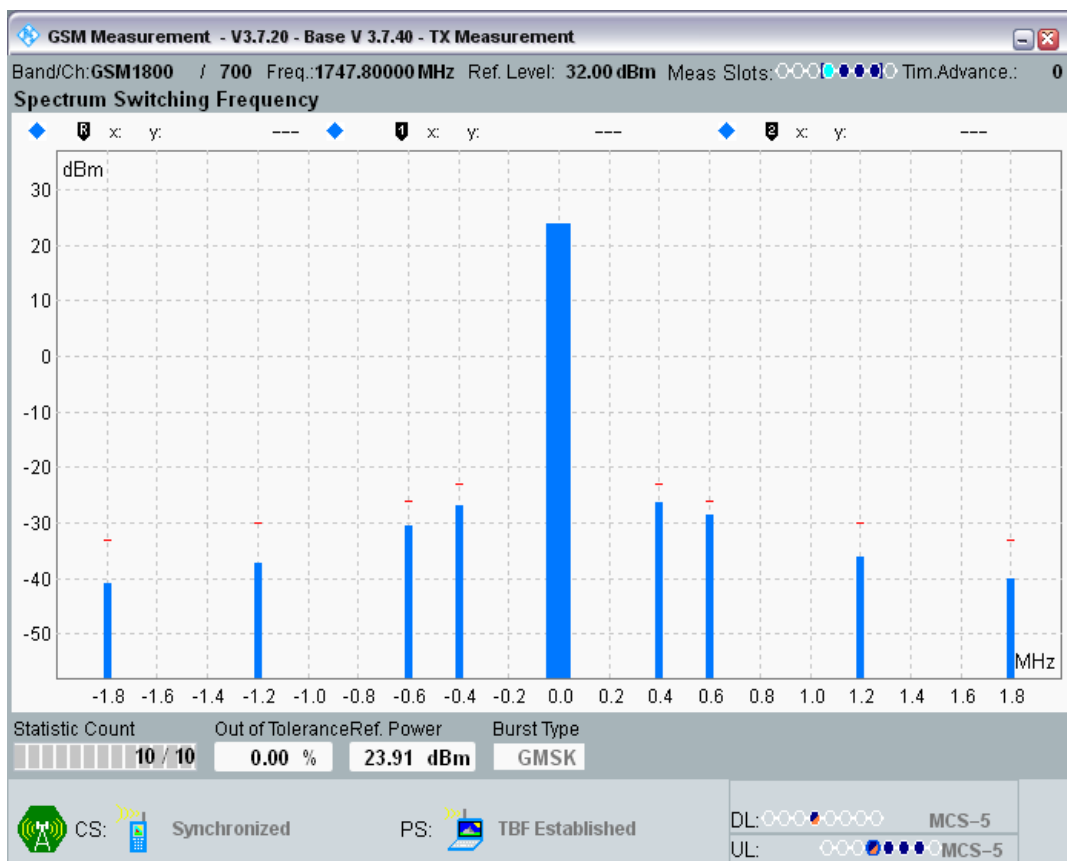 GSM Measurement - V3.7.20 - Base V 3.7.40 - TX Measurement
Band/Ch:GSM1800 / 700 Freq.:1747.80000 MHz Ref. Level: 32.00 dBm Meas Slots: Tim.Advance.: 0
Spectrum Switching Frequency
R x: y: --- 1 x: y: --- 2 x: y: ---
dBm
30
20
10
0
-10
-20
-30
-40
-50
MHz
-1.8 -1.6 -1.4 -1.2 -1.0 -0.8 -0.6 -0.4 -0.2 0.0 0.2 0.4 0.6 0.8 1.0 1.2 1.4 1.6 1.8
Statistic Count Out of Tolerance Ref. Power Burst Type
10 / 10 0.00 % 23.91 dBm GMSK
CS: Synchronized PS: TBF Established DL: MCS-5
UL: MCS-5